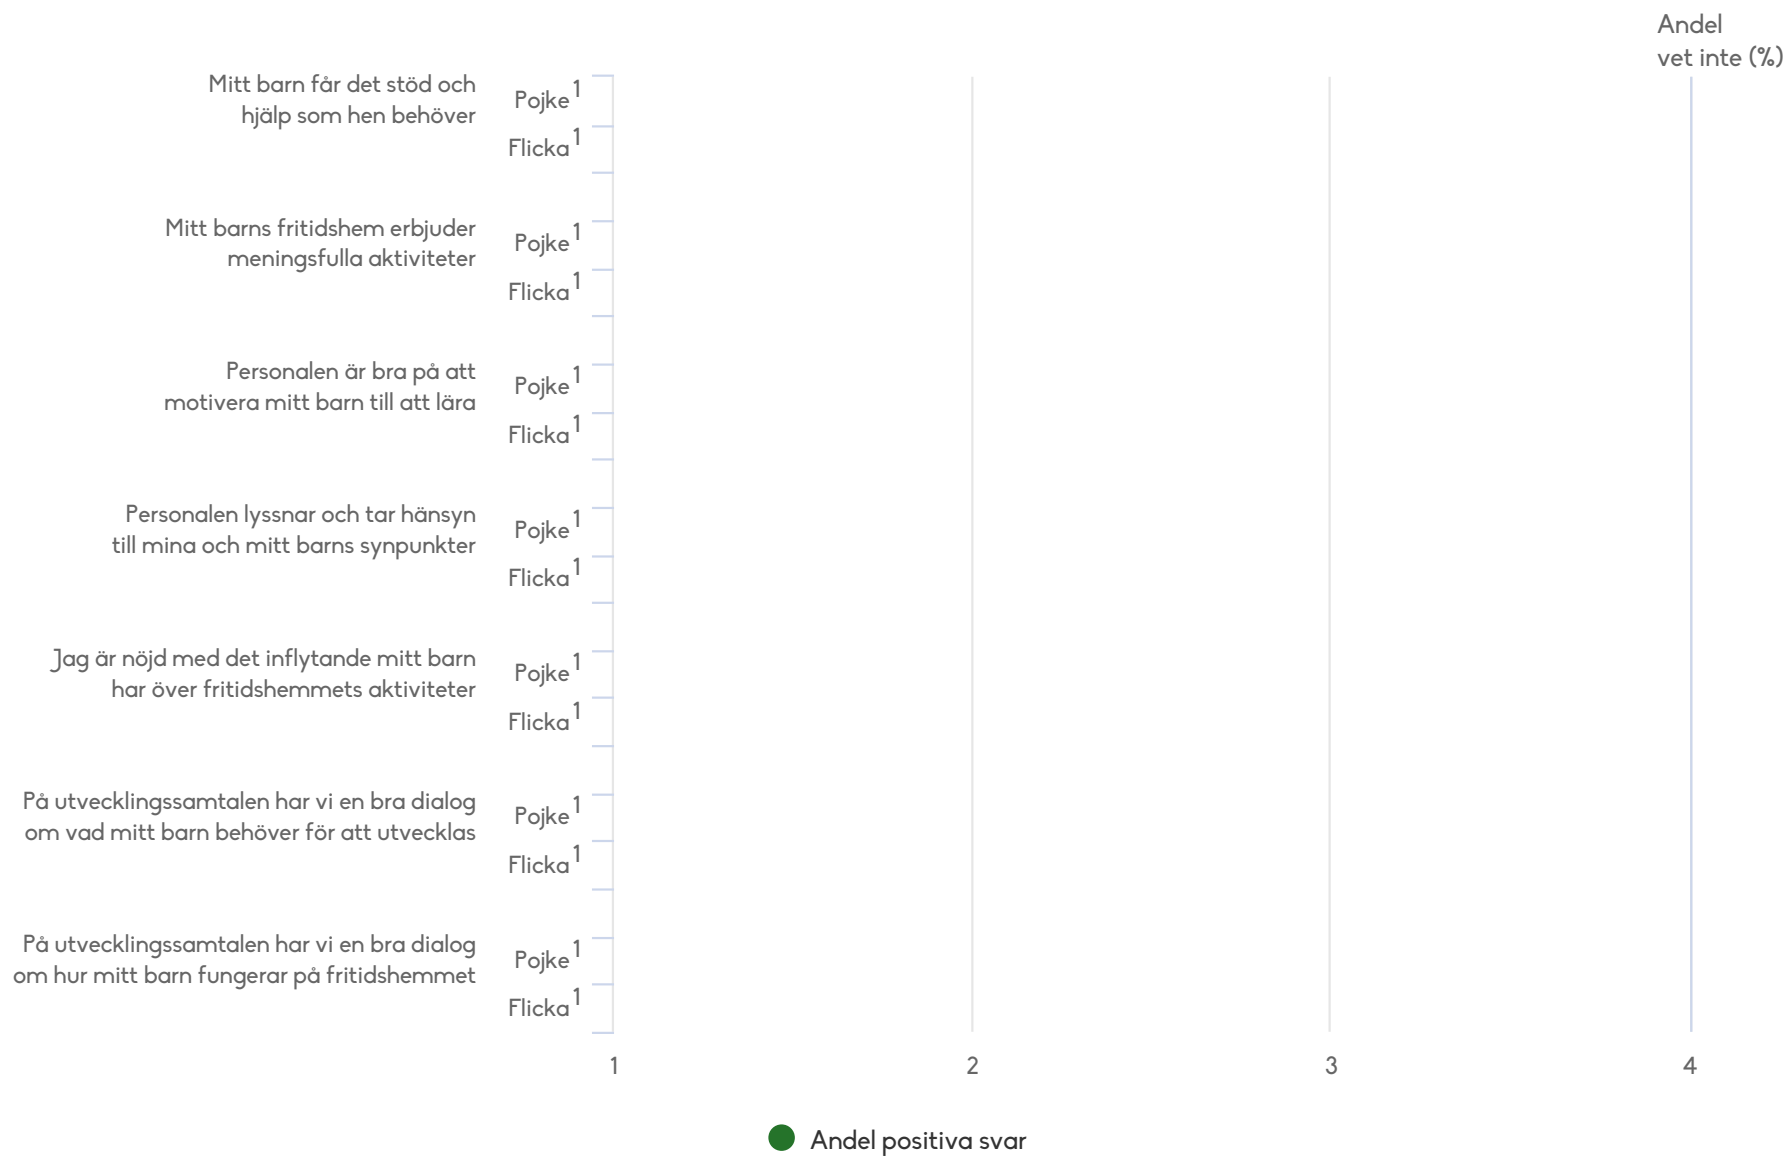 Andel
vet inte (%)
Mitt barn får det stöd och
hjälp som hen behöver
Pojke 1
Flicka 1
Mitt barns fritidshem erbjuder
meningsfulla aktiviteter
Pojke 1
Flicka 1
Personalen är bra på att
motivera mitt barn till att lära
Pojke 1
Flicka 1
Personalen lyssnar och tar hänsyn
till mina och mitt barns synpunkter
Pojke 1
Flicka 1
Jag är nöjd med det inflytande mitt barn
har över fritidshemmets aktiviteter
Pojke 1
Flicka 1
På utvecklingssamtalen har vi en bra dialog
om vad mitt barn behöver för att utvecklas
Pojke 1
Flicka 1
På utvecklingssamtalen har vi en bra dialog
om hur mitt barn fungerar på fritidshemmet
Pojke 1
Flicka 1
1 2 3 4
Andel positiva svar